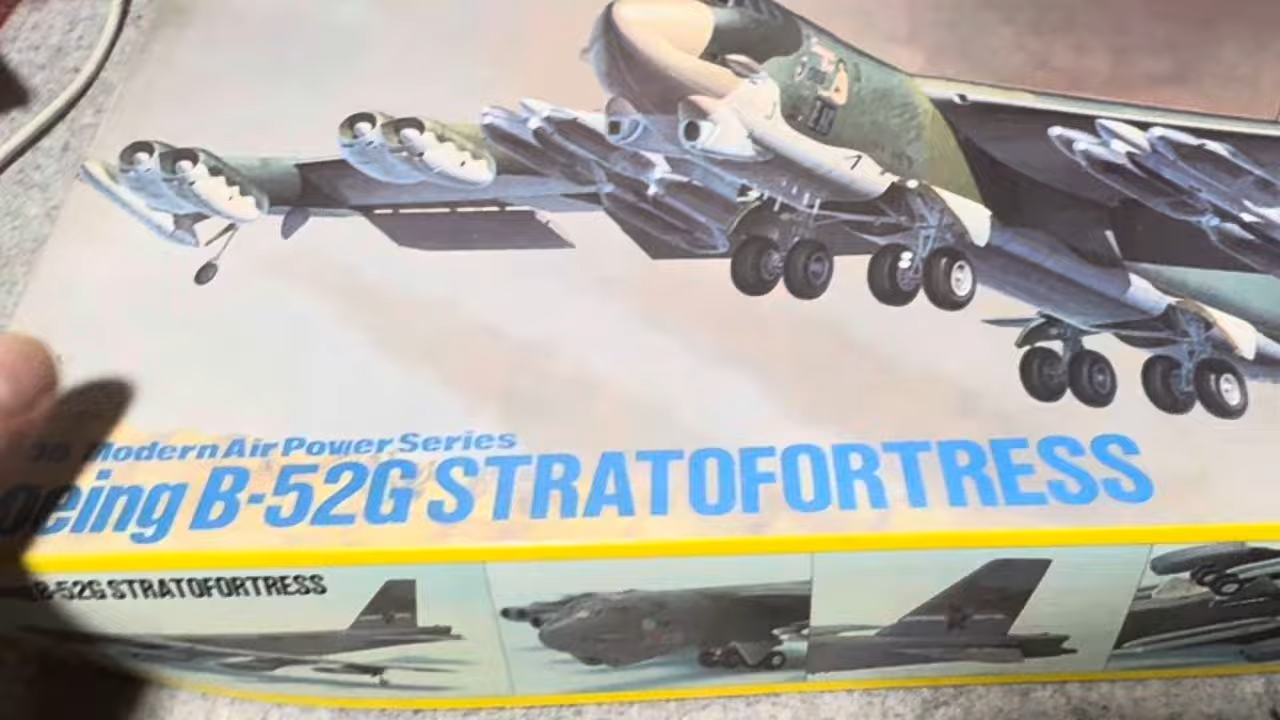 Modern Air Power Series
oeing B-52G STRATOFORTRESS
B-52G STRATOFORTRESS